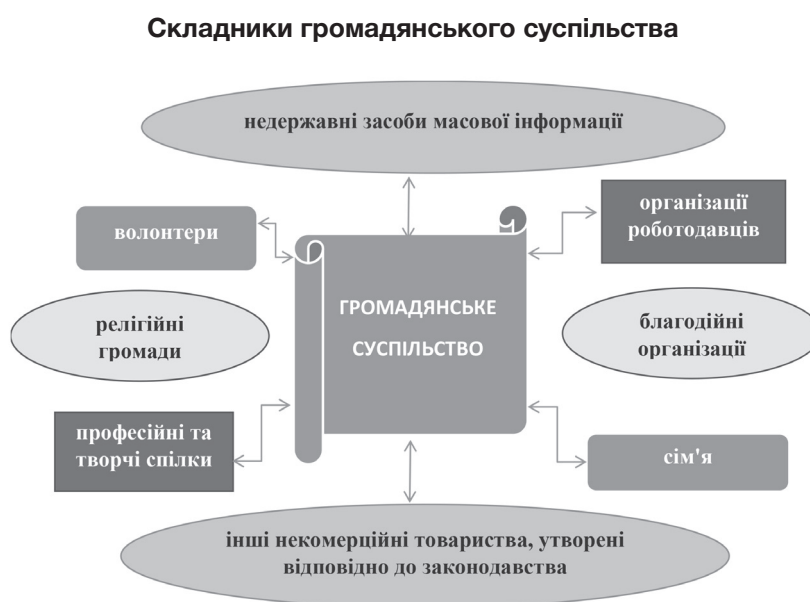 Складники громадянського суспільства
недержавні засоби масової інформації
волонтери
організації
роботодавців
ГРОМАДЯНСЬКЕ
СУСПІЛЬСТВО
релігійні
громади
благодійні
організації
професійні та
творчі спілки
сім'я
інші некомерційні товариства, утворені
відповідно до законодавства